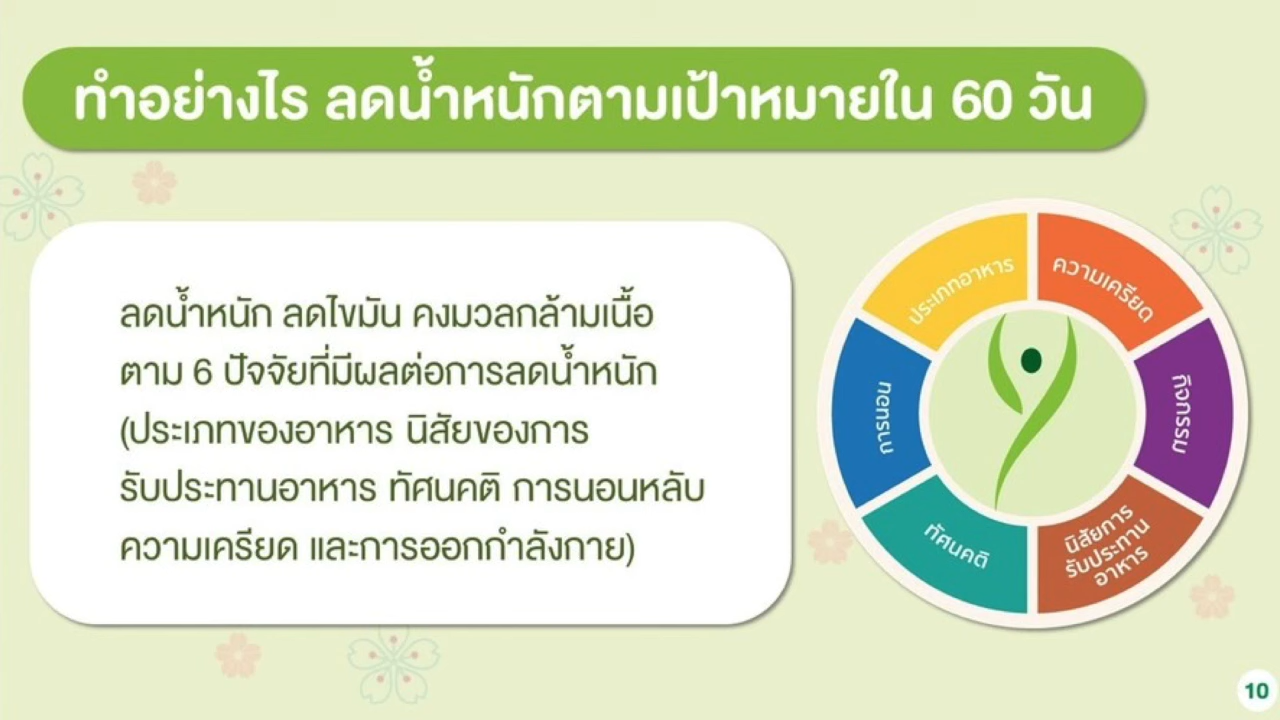 ทำอย่างไร ลดน้ำหนักตามเป้าหมายใน 60 วัน
ลดน้ำหนัก ลดไขมัน คงมวลกล้ามเนื้อ
ตาม 6 ปัจจัยที่มีผลต่อการลดน้ำหนัก
(ประเภทของอาหาร นิสัยของการ
รับประทานอาหาร ทัศนคติ การนอนหลับ
ความเครียด และการออกกำลังกาย)
ประเภทอาหาร
ความเครียด
กิจกรรม
นิสัยการ
รับประทาน
อาหาร
ทัศนคติ
การนอน
10